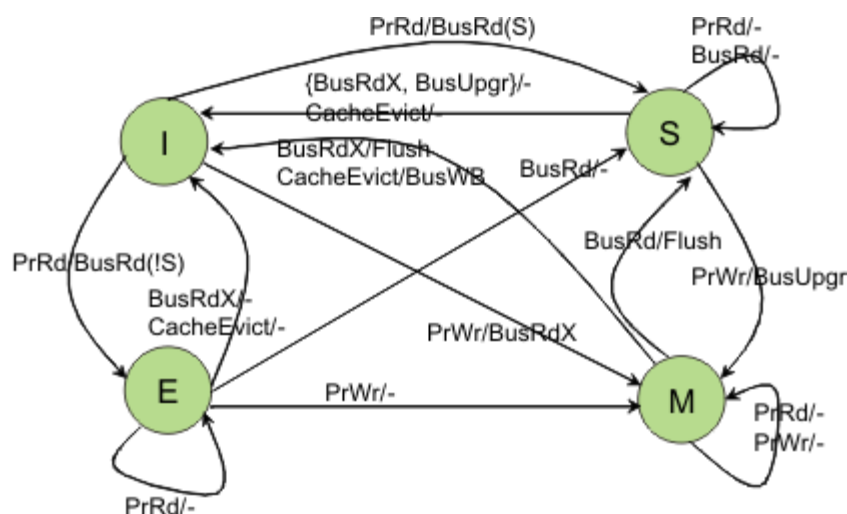 PrRd/BusRd(S)
PrRd/-
BusRd/-
{BusRdX, BusUpgr}/-
CacheEvict/-
I
S
BusRdX/Flush
CacheEvict/BusWB
BusRd/-
PrRd/BusRd(!S)
BusRd/Flush
PrWr/BusUpgr
BusRdX/-
CacheEvict/-
PrWr/BusRdX
E
PrWr/-
M
PrRd/-
PrWr/-
PrRd/-